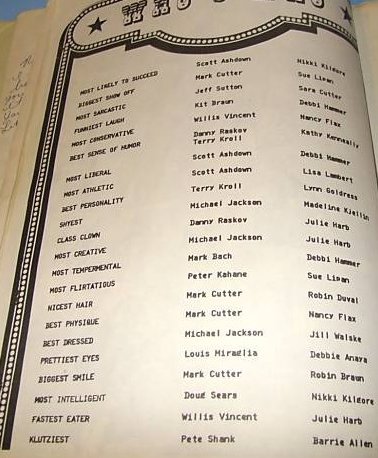 MOST LIKELY TO SUCCEED Scott Ashdown Nikki Kilgore
BIGGEST SHOW OFF Mark Cutter Sue Lipan
MOST SARCASTIC Jeff Sutton Sara Cutter
FUNNIEST LAUGH Kit Braun Debbi Hammer
MOST CONSERVATIVE Willis Vincent Nancy Flax
BEST SENSE OF HUMOR Danny Raskov Kathy Kenneally
Terry Kroll
MOST LIBERAL Scott Ashdown Debbi Hammer
MOST ATHLETIC Scott Ashdown Lisa Lambert
BEST PERSONALITY Terry Kroll Lynn Goldress
SHYEST Michael Jackson Madeline Kjellin
CLASS CLOWN Danny Raskov Julie Harb
MOST CREATIVE Michael Jackson Julie Harb
MOST TEMPERMENTAL Mark Bach Debbi Hammer
MOST FLIRTATIOUS Peter Kahane Sue Lipan
NICEST HAIR Mark Cutter Robin Duval
BEST PHYSIQUE Mark Cutter Nancy Flax
BEST DRESSED Michael Jackson Jill Walske
PRETTIEST EYES Louis Miraglia Debbie Anaya
BIGGEST SMILE Mark Cutter Robin Braun
MOST INTELLIGENT Doug Sears Nikki Kilgore
FASTEST EATER Willis Vincent Julie Harb
KLUTZIEST Pete Shank Barrie Allen